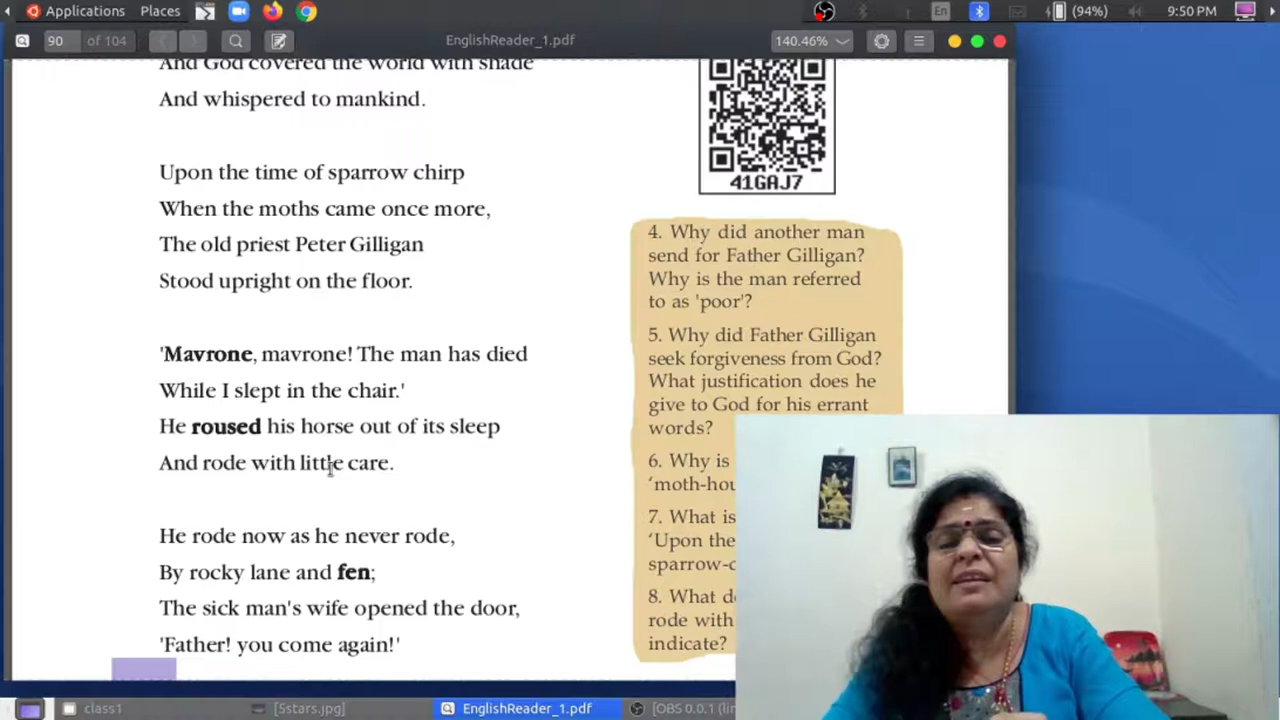 Applications Places
En
(94%)
9:50 PM
90 of 104
EnglishReader_1.pdf
140.46%
And God covered the world with shade
And whispered to mankind.
Upon the time of sparrow chirp
When the moths came once more,
The old priest Peter Gilligan
Stood upright on the floor.
'Mavrone, mavrone! The man has died
While I slept in the chair.'
He roused his horse out of its sleep
And rode with little care.
He rode now as he never rode,
By rocky lane and fen;
The sick man's wife opened the door,
'Father! you come again!'
41GAJ7
4. Why did another man
send for Father Gilligan?
Why is the man referred
to as 'poor'?
5. Why did Father Gilligan
seek forgiveness from God?
What justification does he
give to God for his errant
words?
6. Why is
‘moth-hou
7. What is
‘Upon the
sparrow-c
8. What do
rode with
indicate?
class1
[5stars.jpg]
EnglishReader_1.pdf
[OBS 0.0.1 (lin